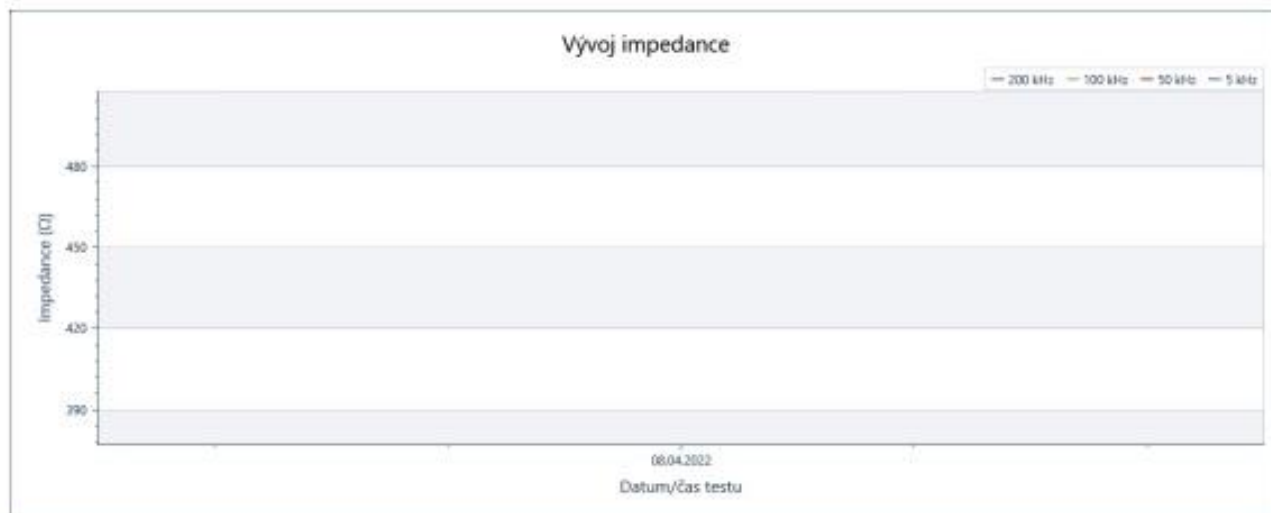 Vývoj impedance
200 kHz 100 kHz 50 kHz 5 kHz
480
450
420
390
Impedance [Ω]
08.04.2022
Datum/čas testu